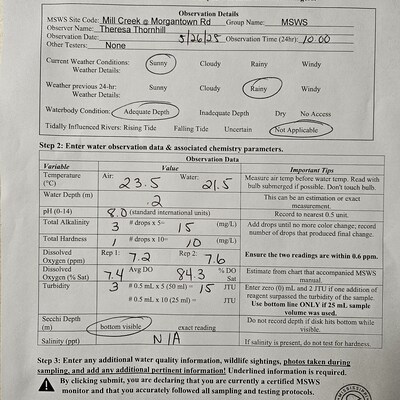 Observation Details
MSWS Site Code: Mill Creek @ Morgantown Rd Group Name: MSWS
Observer Name: Theresa Thornhill
Observation Date: 5/26/25 Observation Time (24hr): 10:00
Other Testers: None
Current Weather Conditions: Sunny Cloudy Rainy Windy
Weather Details:
Weather previous 24-hr: Sunny Cloudy Rainy Windy
Weather Details:
Waterbody Condition: Adequate Depth Inadequate Depth Dry No Access
Tidally Influenced Rivers: Rising Tide Falling Tide Uncertain Not Applicable
Step 2: Enter water observation data & associated chemistry parameters.
Observation Data
Variable Value Important Tips
Temperature (°C) Air: 23.5 Water: 21.5 Measure air temp before water temp. Read with bulb submerged if possible. Don't touch bulb.
Water Depth (m) .2 This can be an estimation or exact measurement.
pH (0-14) 8.0 (standard international units) Record to nearest 0.5 unit.
Total Alkalinity 3 # drops x 5= 15 (mg/L) Add drops until no more color change; record number of drops that produced final change.
Total Hardness 1 # drops x 10= 10 (mg/L)
Dissolved Oxygen (ppm) Rep 1: 7.2 Rep 2: 7.6 Ensure the two readings are within 0.6 ppm.
Dissolved Oxygen (% Sat) 7.4 Avg DO 84.3 % DO Sat Estimate from chart that accompanied MSWS manual.
Turbidity 3 # 0.5 mL x 5 (50 ml) = 15 JTU Enter zero (0) mL and 2 JTU if one addition of reagent surpassed the turbidity of the sample.
# 0.5 mL x 10 (25 ml) = JTU Use bottom line ONLY if 25 mL sample volume was used.
Secchi Depth (m) bottom visible exact reading Do not record depth if disk hits bottom while visible.
Salinity (ppt) N/A If salinity is present, do not test for hardness.
Step 3: Enter any additional water quality information, wildlife sightings, photos taken during
sampling, and add any additional pertinent information! Underlined information is required.
By clicking submit, you are declaring that you are currently a certified MSWS
monitor and that you accurately followed all sampling and testing protocols.